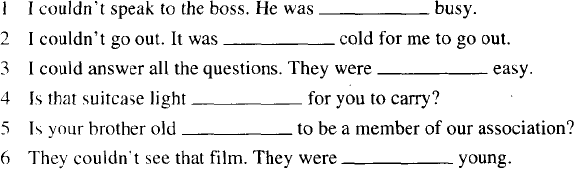 1 I couldn't speak to the boss. He was __________ busy.
2 I couldn't go out. It was __________ cold for me to go out.
3 I could answer all the questions. They were __________ easy.
4 Is that suitcase light __________ for you to carry?
5 Is your brother old __________ to be a member of our association?
6 They couldn't see that film. They were __________ young.